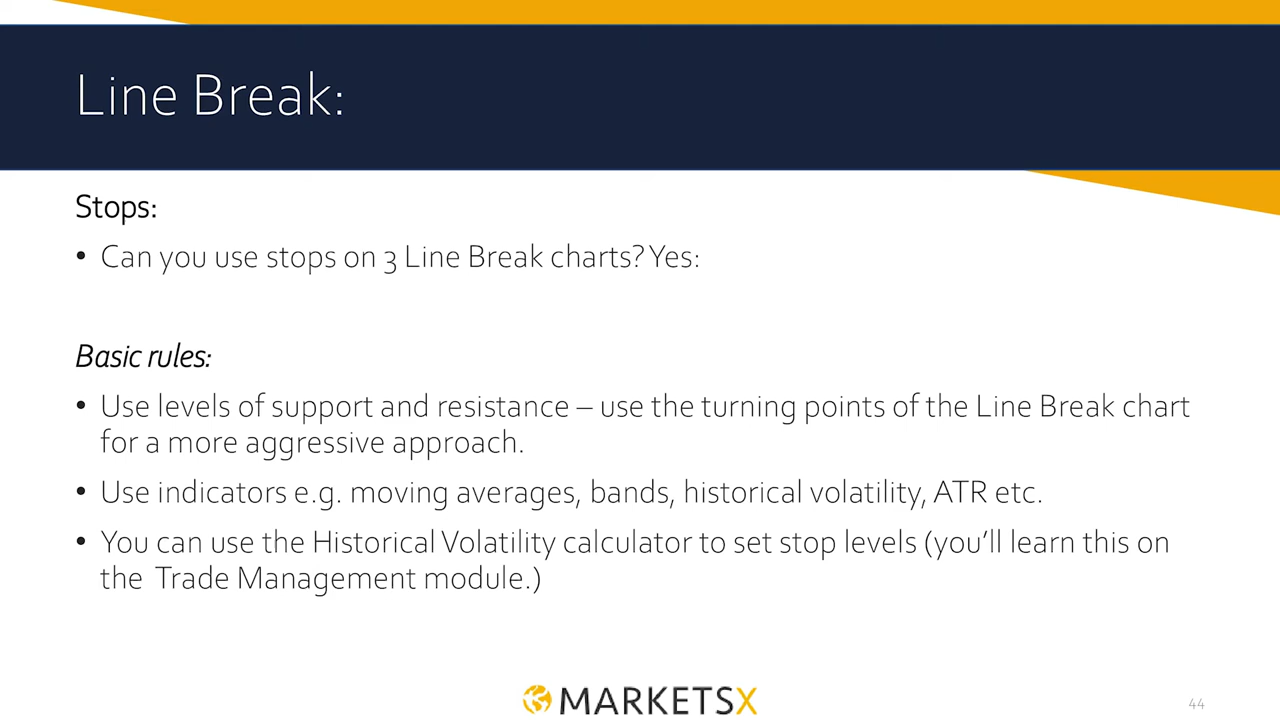 Line Break:
Stops:
• Can you use stops on 3 Line Break charts? Yes:
Basic rules:
• Use levels of support and resistance – use the turning points of the Line Break chart
for a more aggressive approach.
• Use indicators e.g. moving averages, bands, historical volatility, ATR etc.
• You can use the Historical Volatility calculator to set stop levels (you’ll learn this on
the  Trade Management module.)
MARKETSX
44